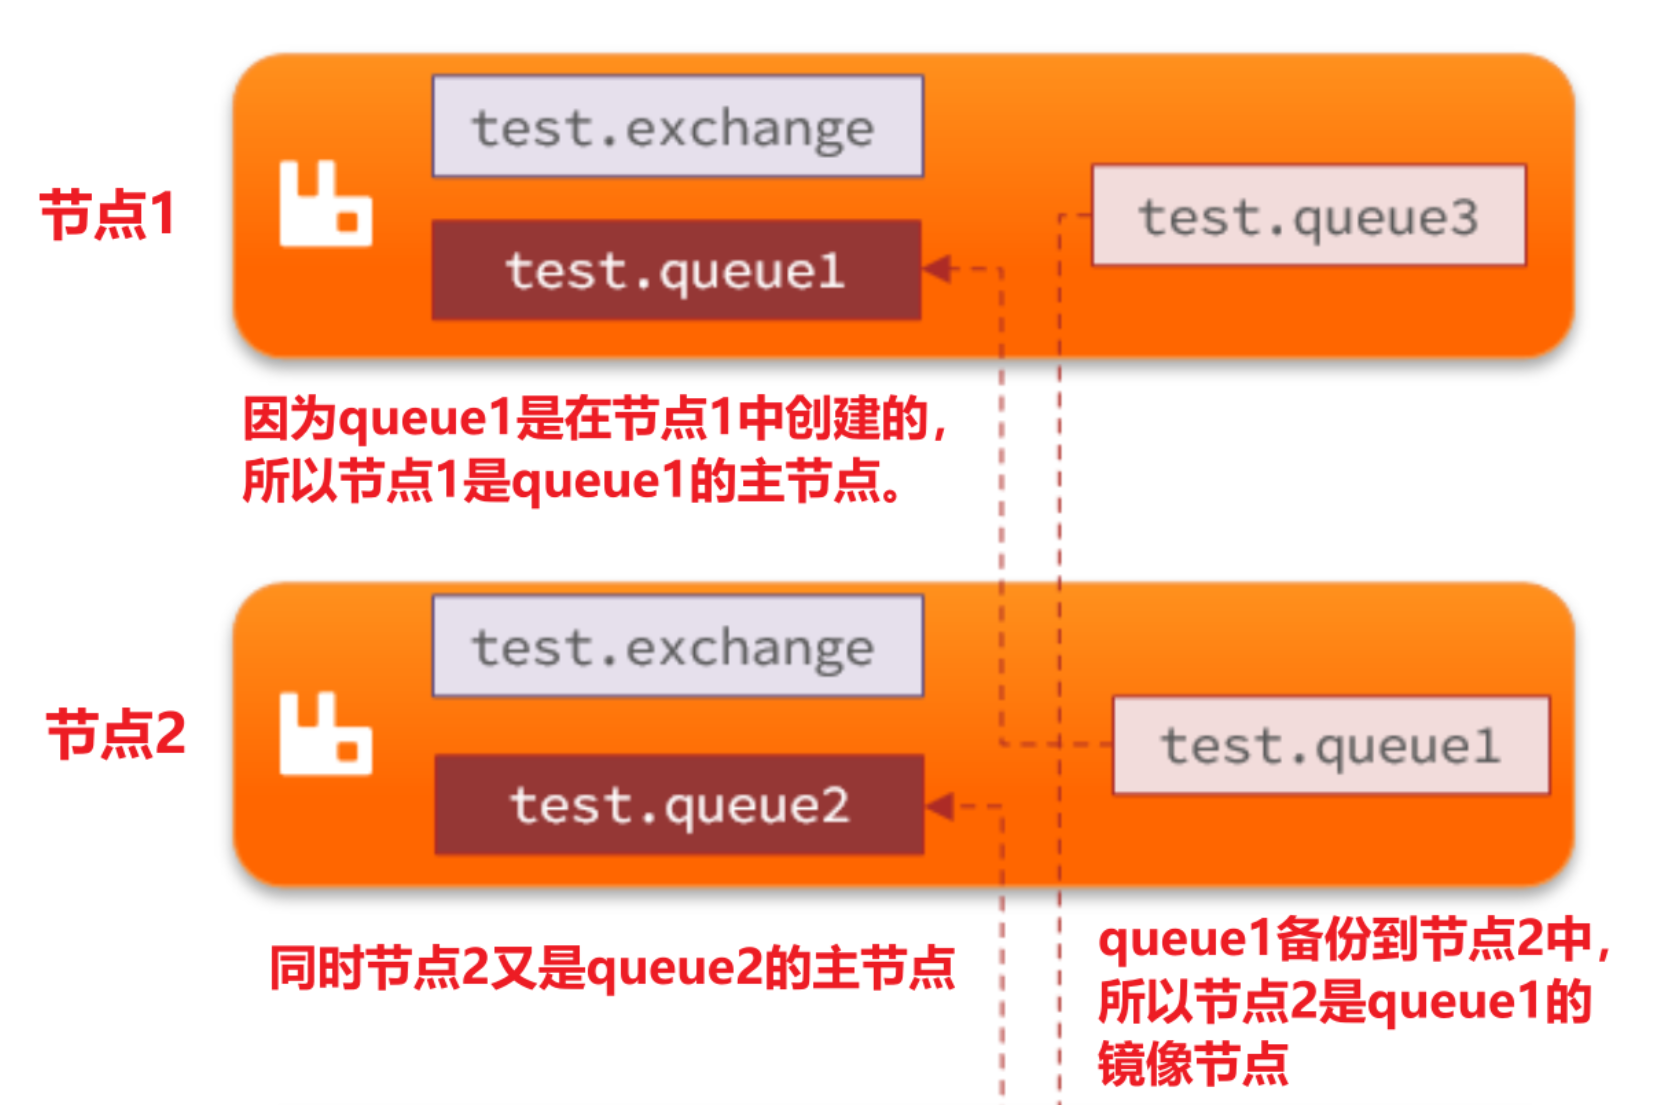 test.exchange
节点1
test.queue3
test.queue1
因为queue1是在节点1中创建的,
所以节点1是queue1的主节点。
test.exchange
节点2
test.queue1
test.queue2
同时节点2又是queue2的主节点
queue1备份到节点2中,
所以节点2是queue1的
镜像节点